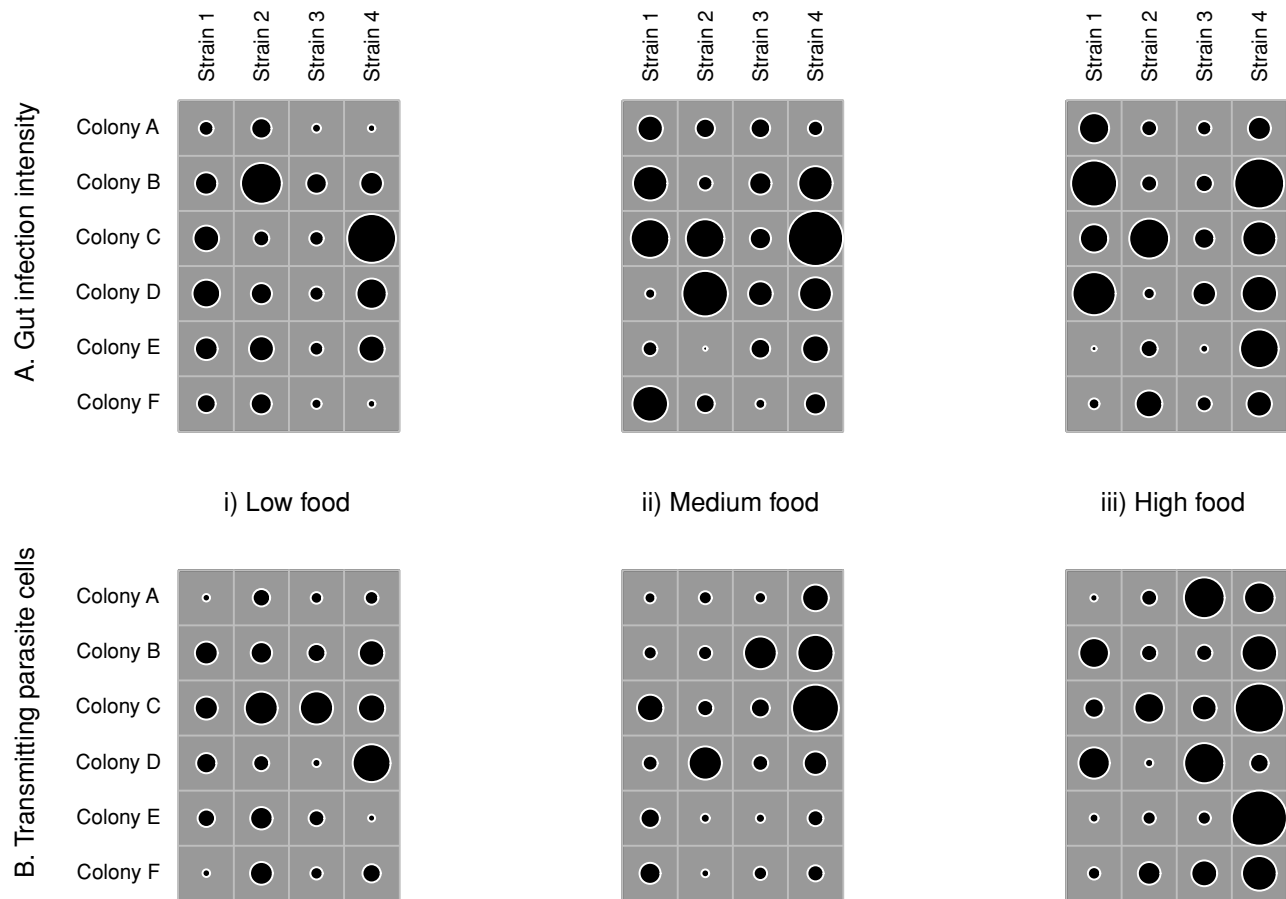 Strain 1 Strain 2 Strain 3 Strain 4 Strain 1 Strain 2 Strain 3 Strain 4 Strain 1 Strain 2 Strain 3 Strain 4
A. Gut infection intensity
Colony A
Colony B
Colony C
Colony D
Colony E
Colony F
i) Low food ii) Medium food iii) High food
B. Transmitting parasite cells
Colony A
Colony B
Colony C
Colony D
Colony E
Colony F